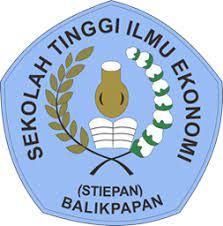 SEKOLAH TINGGI ILMU EKONOMI
(STIEPAN)
BALIKPAPAN